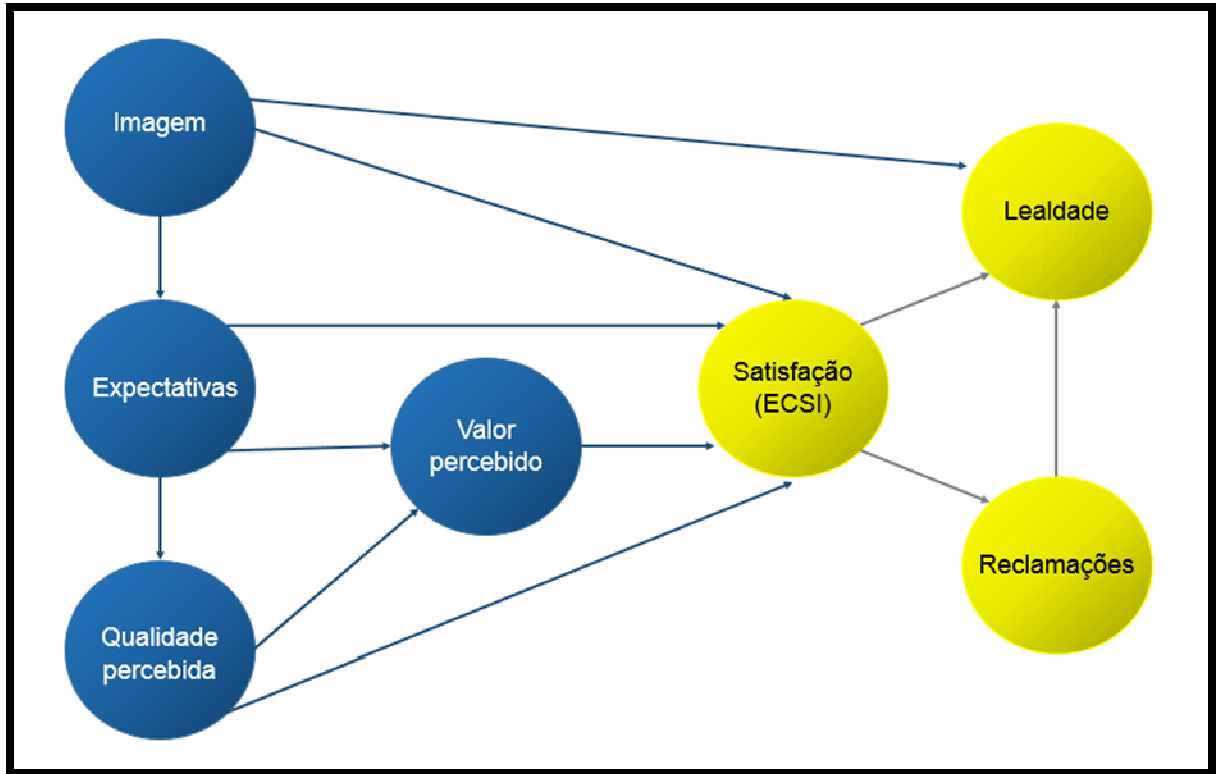 Imagem
Lealdade
Expectativas
Satisfação
(ECSI)
Valor
percebido
Reclamações
Qualidade
percebida